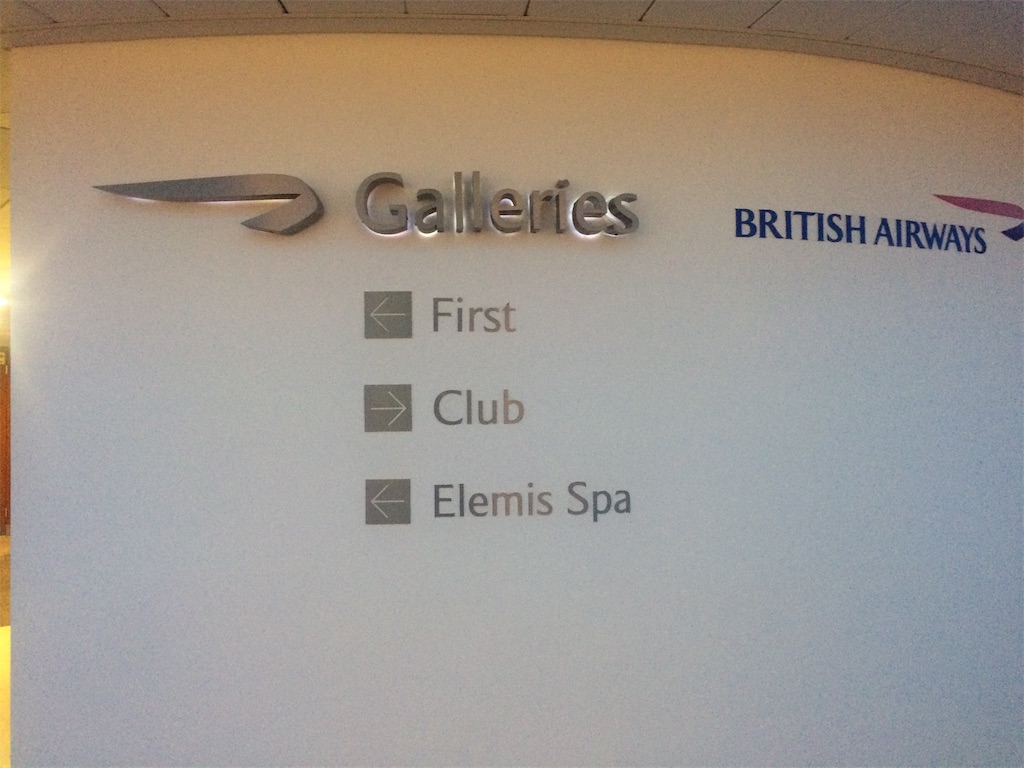 Galleries
BRITISH AIRWAYS
First
Club
Elemis Spa